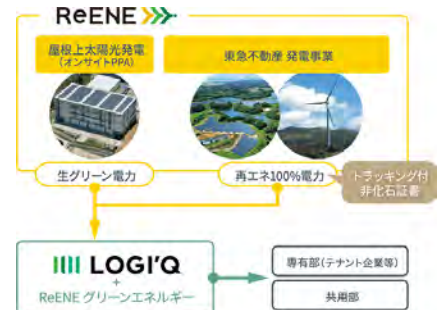 ReENE
屋根上太陽光発電
(オンサイトPPA)
東急不動産 発電事業
生グリーン電力
再エネ100%電力
トラッキング付
非化石証書
LOGI'Q
+
ReENE グリーンエネルギー
専有部(テナント企業等)
共用部